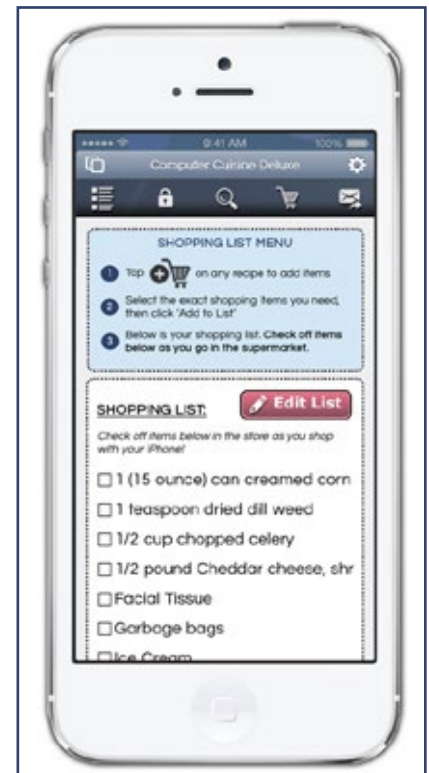 9:41 AM 100%
Computer Cuisine Deluxe
SHOPPING LIST MENU
1 Tap on any recipe to add items
2 Select the exact shopping items you need,
then click 'Add to List'
3 Below is your shopping list. Check off items
below as you go in the supermarket.
SHOPPING LIST:
Edit List
Check off items below in the store as you shop
with your iPhone!
1 (15 ounce) can creamed corn
1 teaspoon dried dill weed
1/2 cup chopped celery
1/2 pound Cheddar cheese, shr
Facial Tissue
Garbage bags
Ice Cream